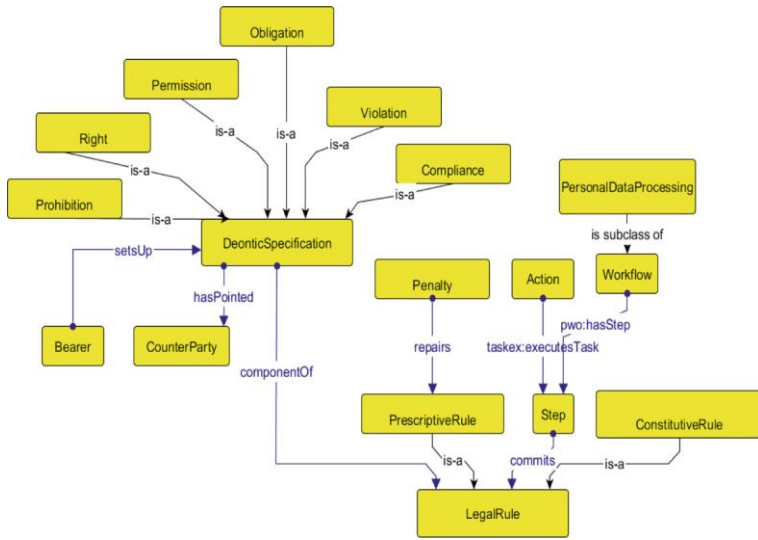 Obligation
Permission
Violation
Right
Compliance
Prohibition
PersonalDataProcessing
is-a
is-a
is-a
is-a
is-a
is-a
DeonticSpecification
is subclass of
setsUp
hasPointed
Penalty
Action
Workflow
pwo:hasStep
Bearer
CounterParty
repairs
taskex:executesTask
componentOf
PrescriptiveRule
Step
ConstitutiveRule
is-a
commits
is-a
LegalRule